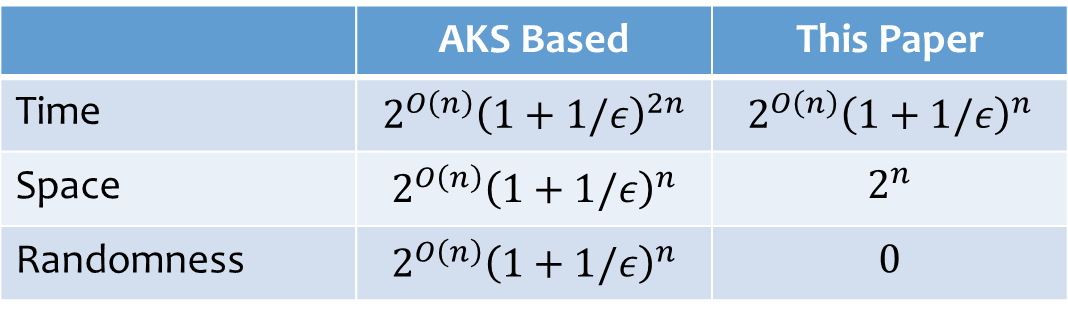 AKS Based This Paper
Time 2^{O(n)}(1 + 1/ϵ)^{2n} 2^{O(n)}(1 + 1/ϵ)^n
Space 2^{O(n)}(1 + 1/ϵ)^n 2^n
Randomness 2^{O(n)}(1 + 1/ϵ)^n 0